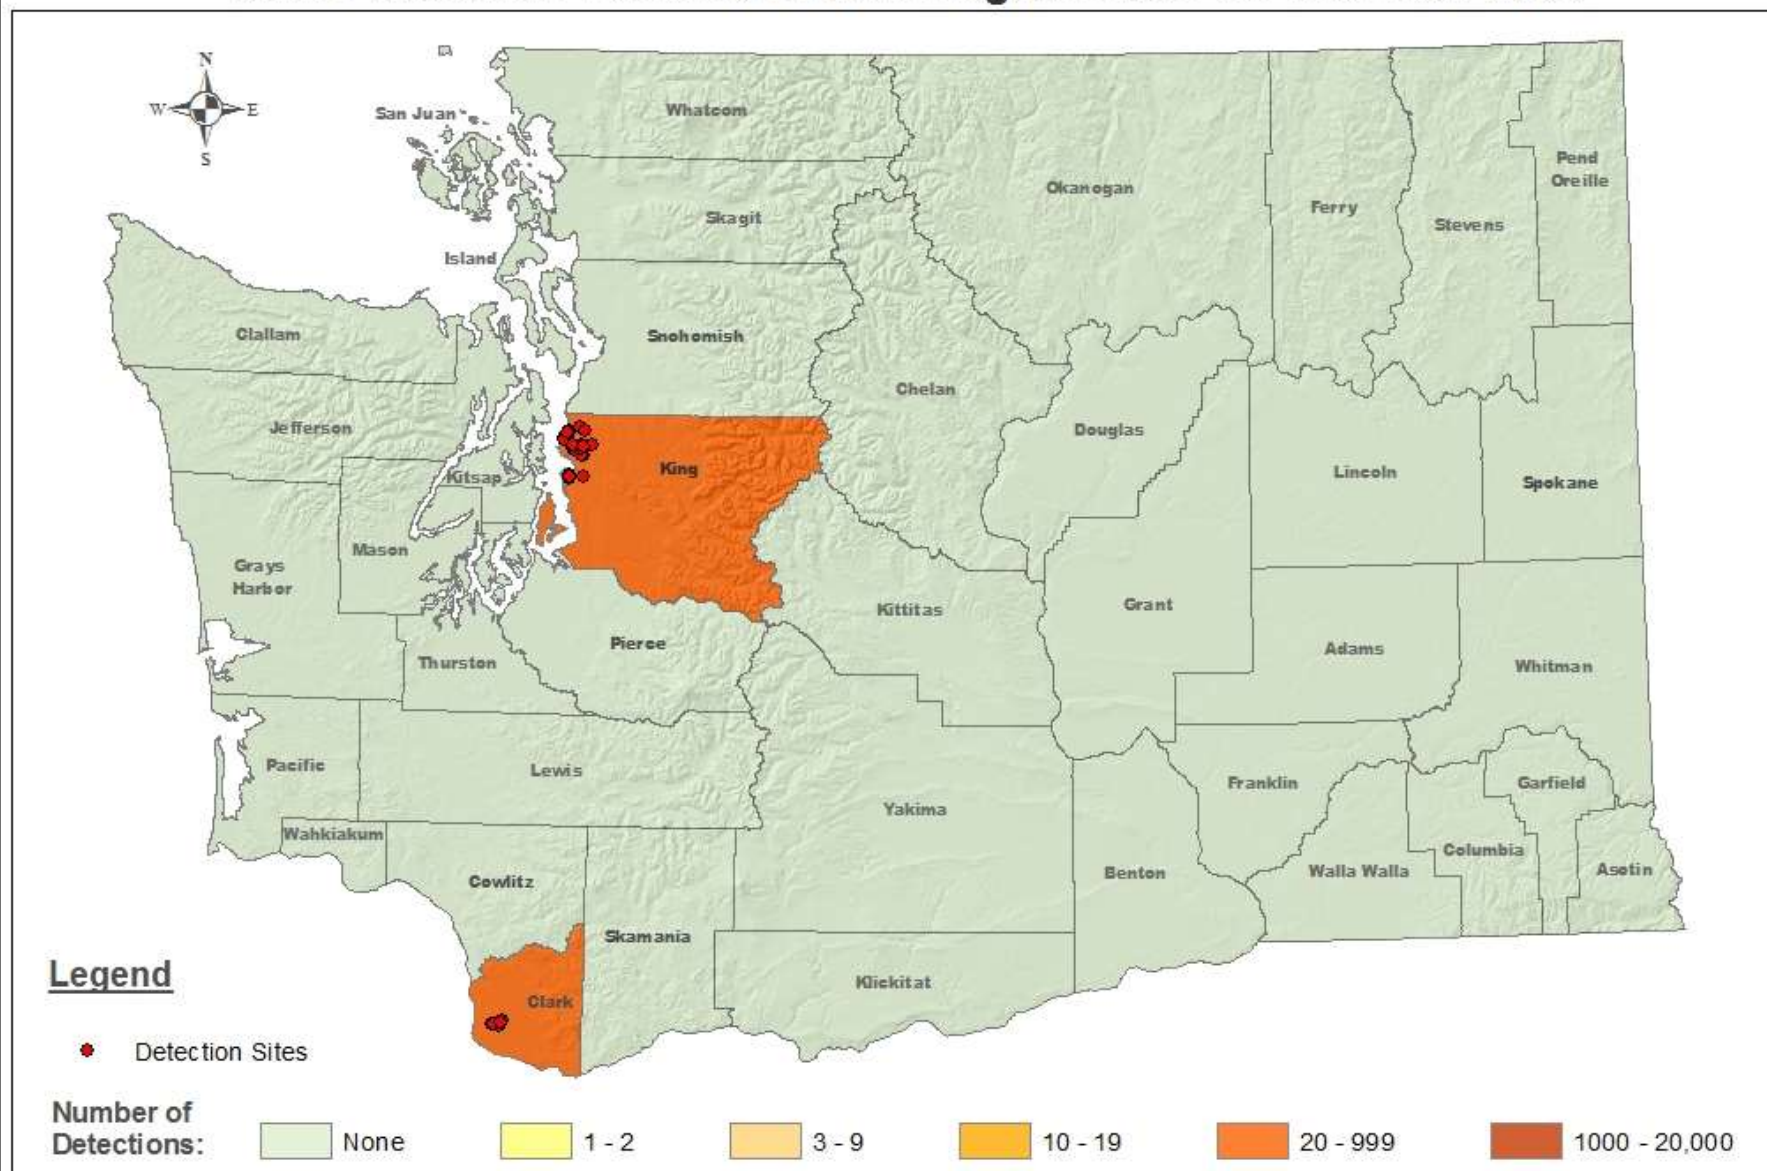 N
W E
S
San Juan
Whatcom
Pend
Oreille
Okanogan
Ferry
Stevens
Skagit
Island
Clallam
Snohomish
Chelan
Jefferson
Douglas
King
Kitsap
Lincoln
Spokane
Mason
Grays
Harbor
Kittitas
Grant
Pierce
Thurston
Adams
Whitman
Pacific
Lewis
Franklin
Garfield
Yakima
Wahkiakum
Columbia
Cowlitz
Benton
Walla Walla
Asotin
Skamania
Klickitat
Clark
Legend
Detection Sites
Number of
Detections:
None
1 - 2
3 - 9
10 - 19
20 - 999
1000 - 20,000